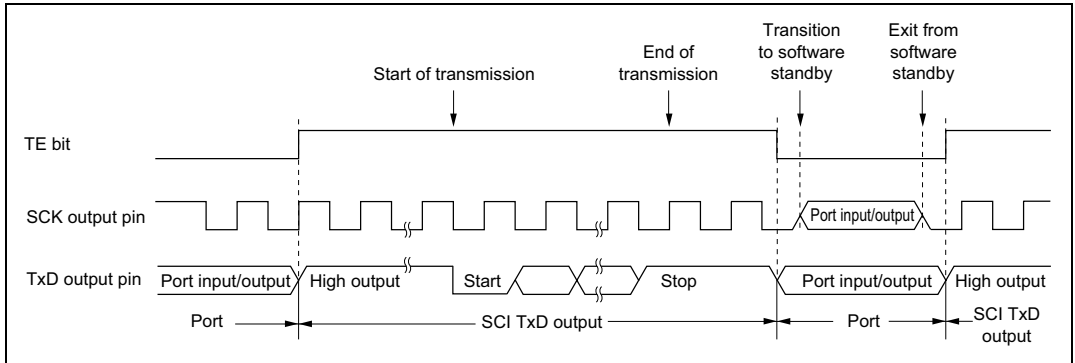 Transition
to software
standby
Exit from
software
standby
Start of transmission
End of
transmission
TE bit
SCK output pin
Port input/output
TxD output pin
Port input/output
High output
Start
Stop
Port input/output
High output
Port
SCI TxD output
Port
SCI TxD
output